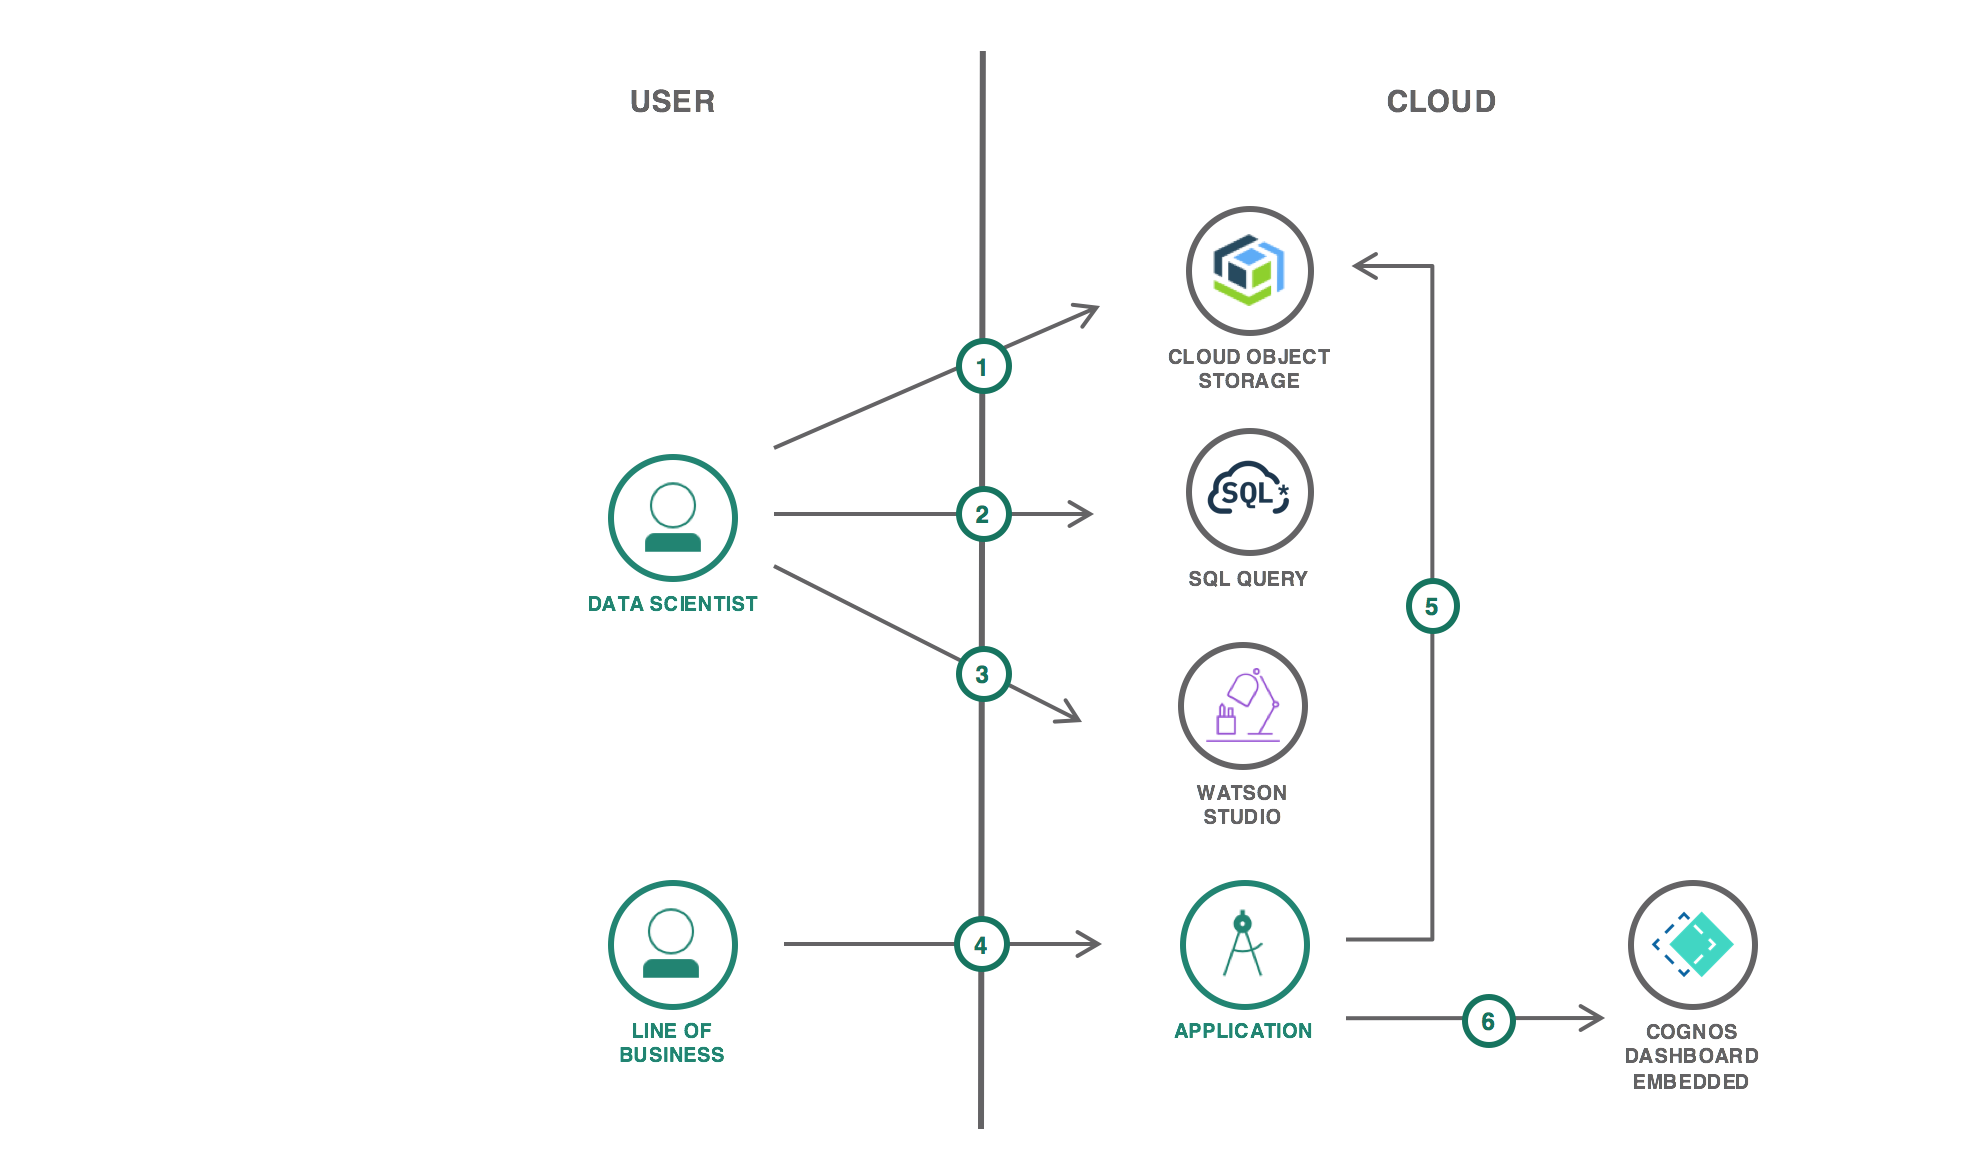 USER
CLOUD
CLOUD OBJECT
STORAGE
1
SQL*
2
SQL QUERY
DATA SCIENTIST
5
3
WATSON
STUDIO
4
LINE OF
BUSINESS
APPLICATION
6
COGNOS
DASHBOARD
EMBEDDED